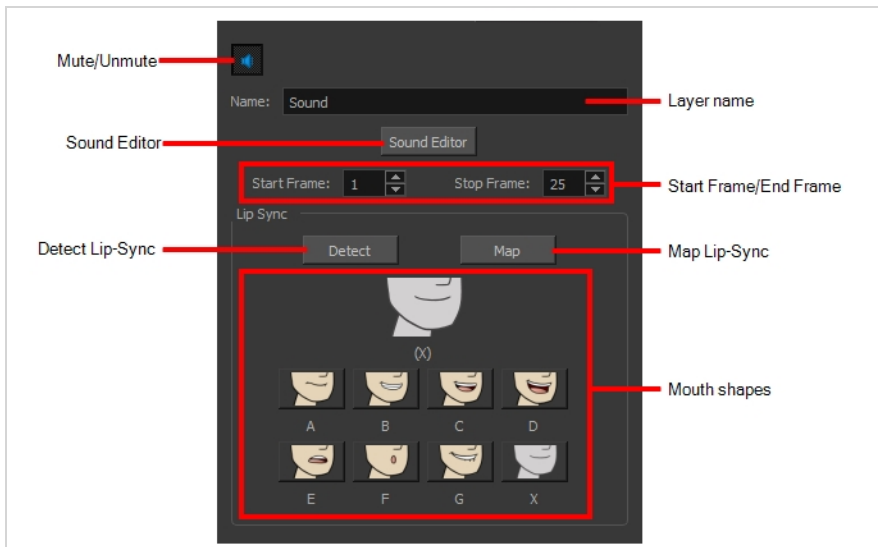 Mute/Unmute
Name: Sound
Layer name
Sound Editor
Sound Editor
Start Frame: 1 Stop Frame: 25
Start Frame/End Frame
Lip Sync
Detect Lip-Sync
Detect Map
Map Lip-Sync
(X)
Mouth shapes
A B C D
E F G X